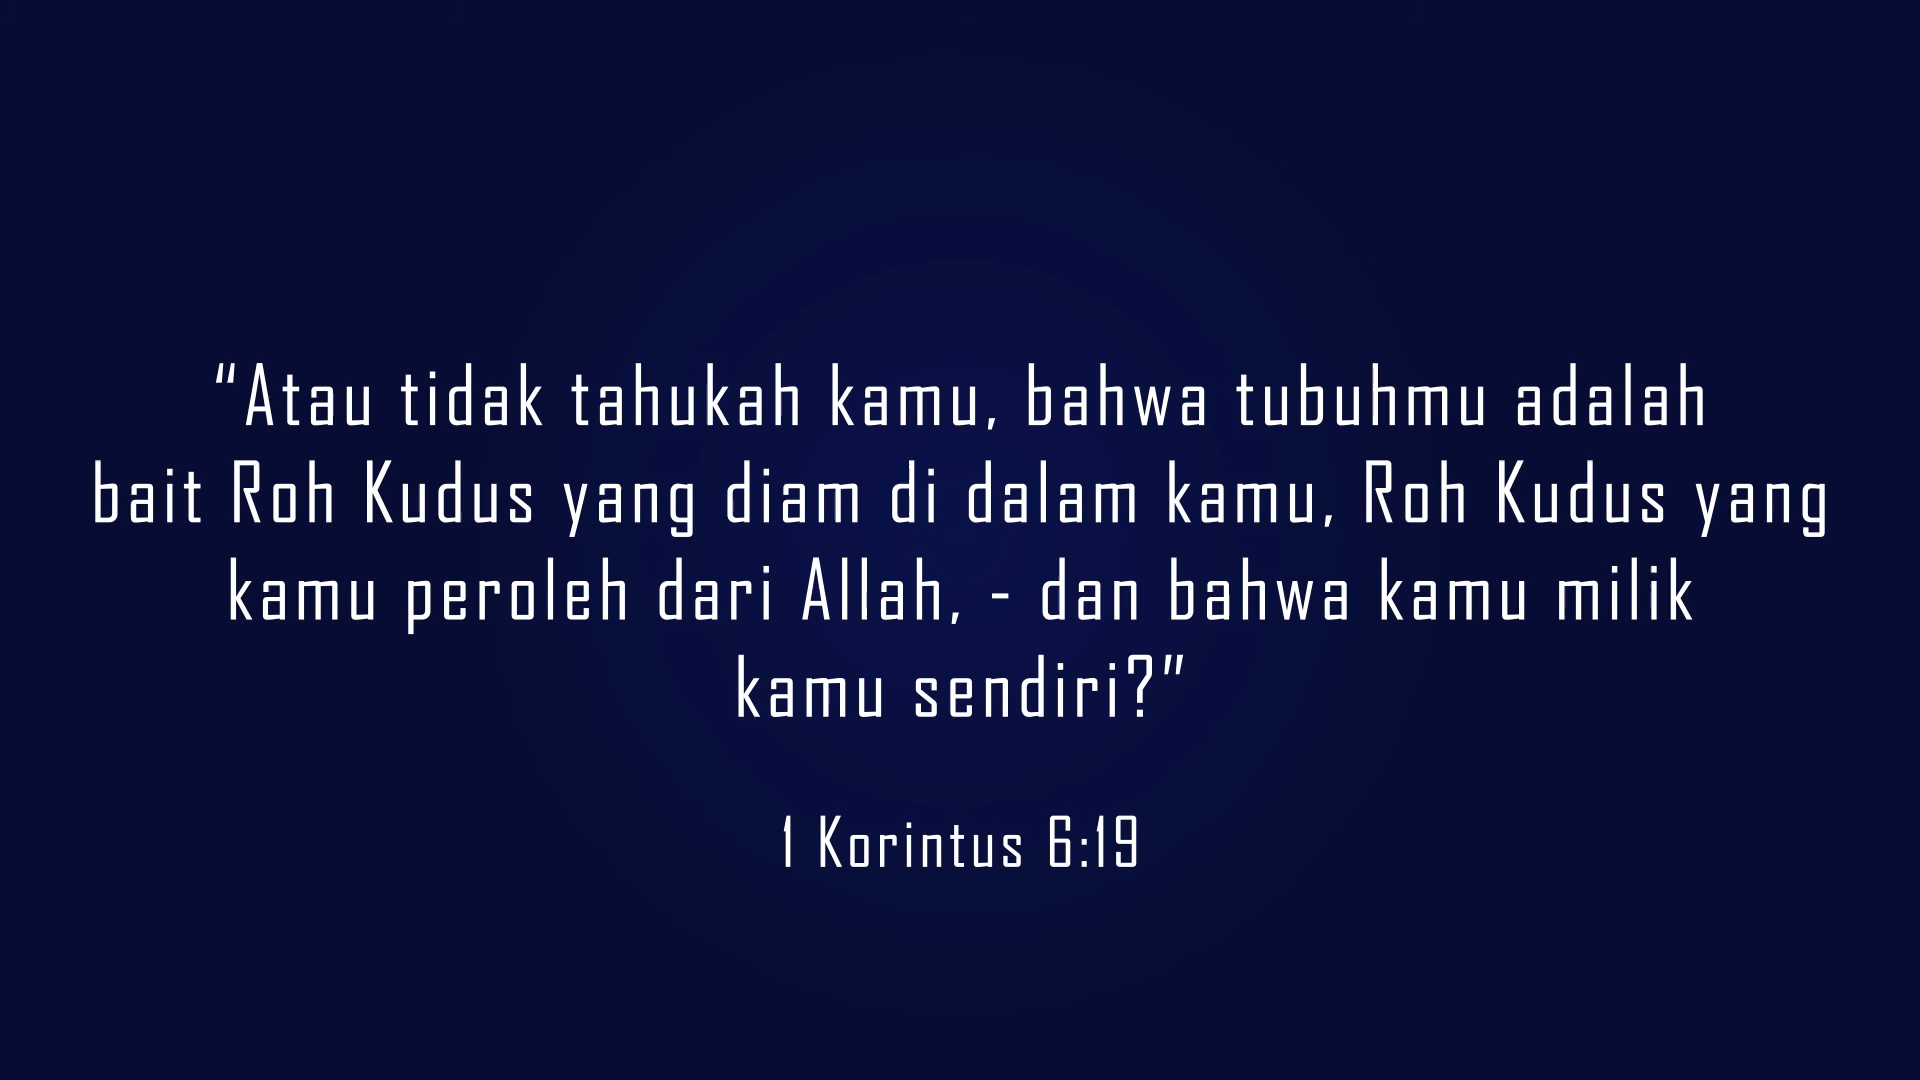 “Atau tidak tahukah kamu, bahwa tubuhmu adalah
bait Roh Kudus yang diam di dalam kamu, Roh Kudus yang
kamu peroleh dari Allah, - dan bahwa kamu milik
kamu sendiri?”
1 Korintus 6:19